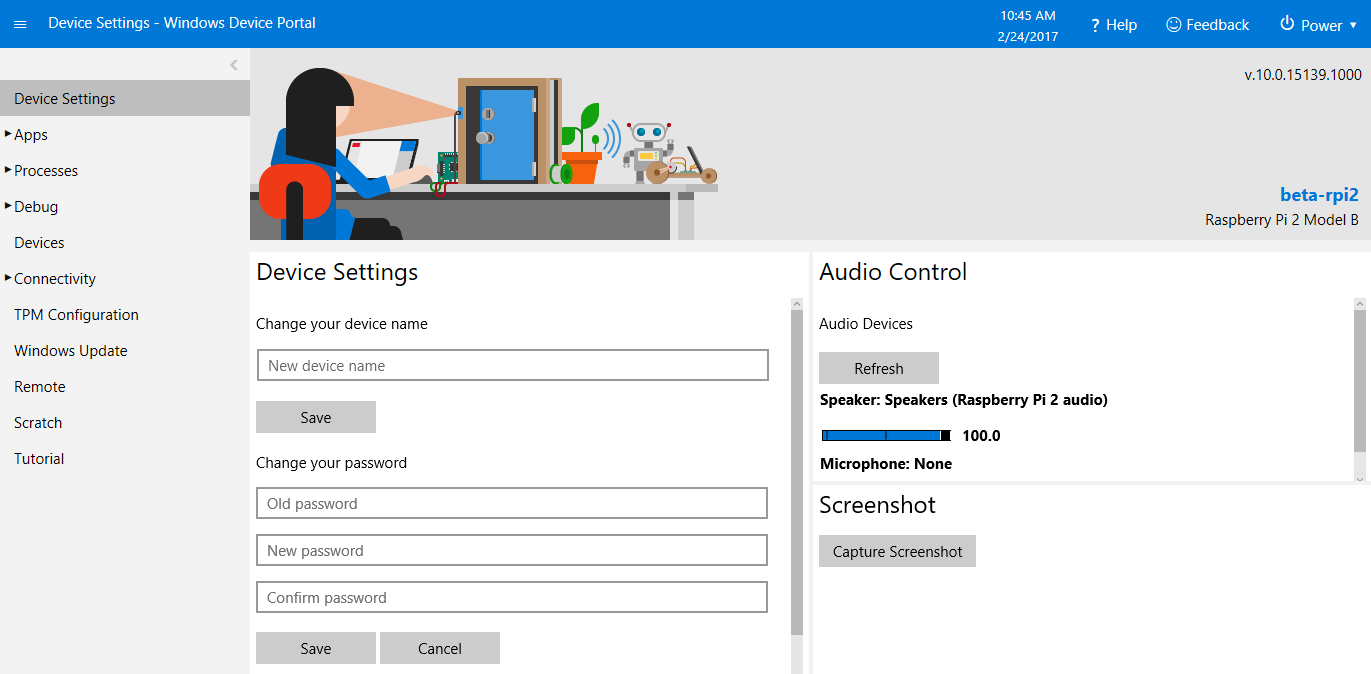 Device Settings - Windows Device Portal
10:45 AM
2/24/2017
? Help
Feedback
Power
Device Settings
Apps
Processes
Debug
Devices
Connectivity
TPM Configuration
Windows Update
Remote
Scratch
Tutorial
v.10.0.15139.1000
beta-rpi2
Raspberry Pi 2 Model B
Device Settings
Change your device name
New device name
Save
Change your password
Old password
New password
Confirm password
Save Cancel
Audio Control
Audio Devices
Refresh
Speaker: Speakers (Raspberry Pi 2 audio)
100.0
Microphone: None
Screenshot
Capture Screenshot